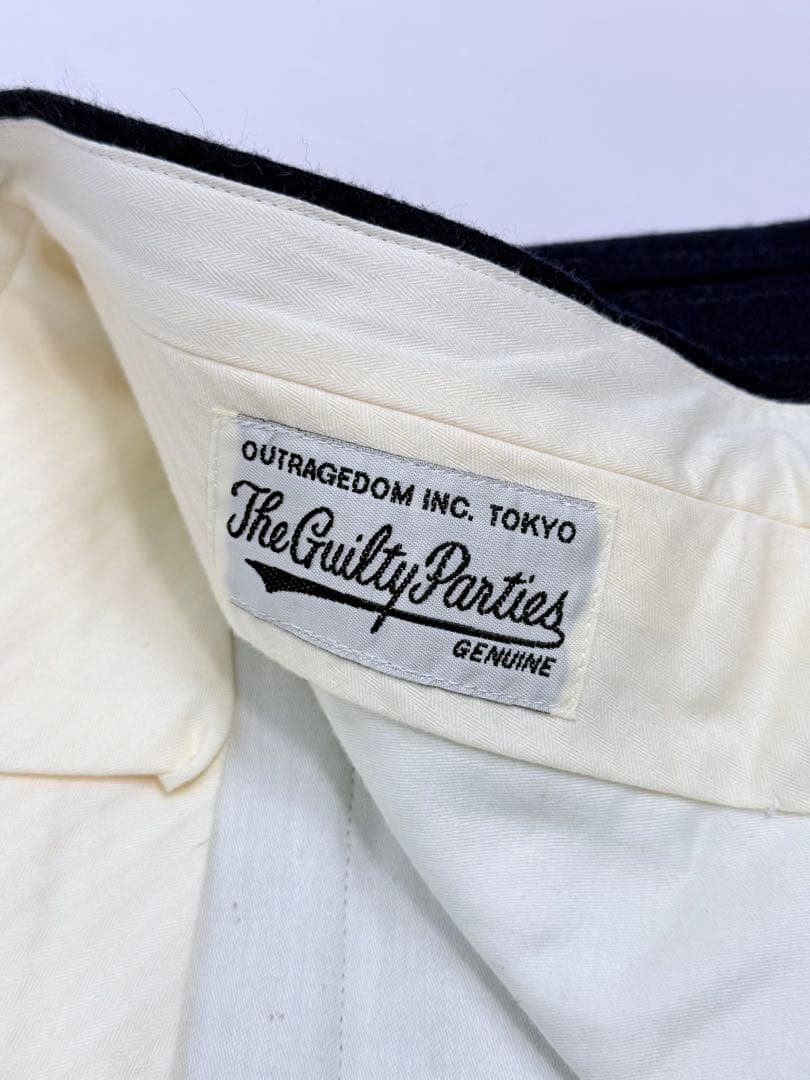 OUTRAGEDOM INC. TOKYO
The Guilty Parties
GENUINE